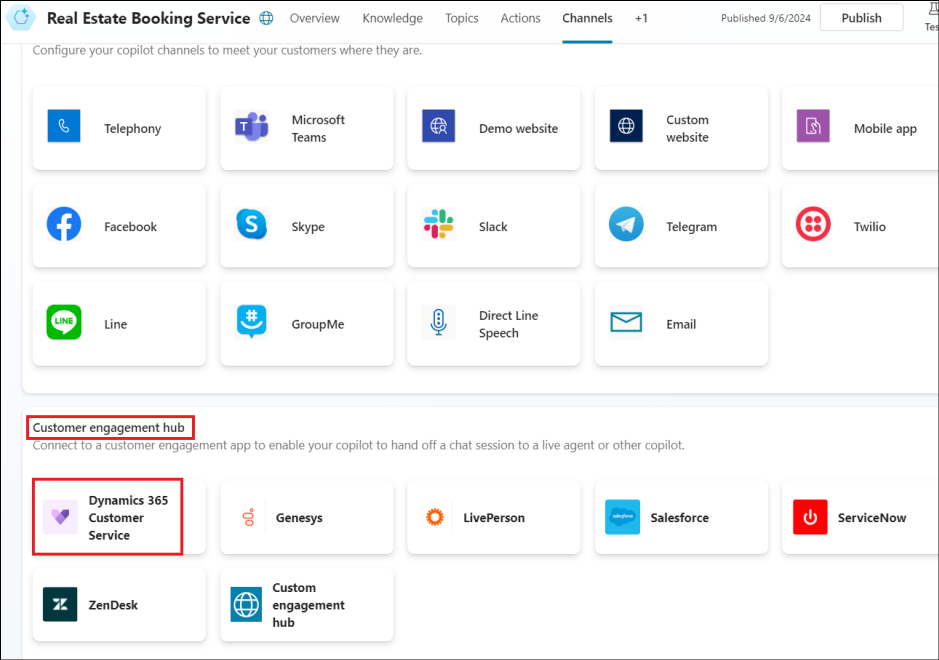 Real Estate Booking Service Overview Knowledge Topics Actions Channels +1 Published 9/6/2024 Publish
Configure your copilot channels to meet your customers where they are.
Telephony
Microsoft
Teams
Demo website
Custom
website
Mobile app
Facebook
Skype
Slack
Telegram
Twilio
LINE
Line
GroupMe
Direct Line
Speech
Email
Customer engagement hub
Connect to a customer engagement app to enable your copilot to hand off a chat session to a live agent or other copilot.
Dynamics 365
Customer
Service
Genesys
LivePerson
salesforce
Salesforce
ServiceNow
ZenDesk
Custom
engagement
hub